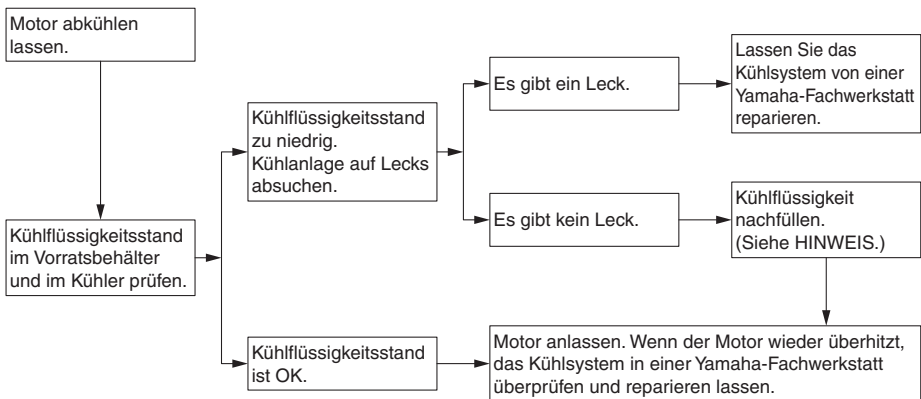 Motor abkühlen
lassen.
Kühlflüssigkeitsstand
im Vorratsbehälter
und im Kühler prüfen.
Kühlflüssigkeitsstand
zu niedrig.
Kühlanlage auf Lecks
absuchen.
Es gibt ein Leck.
Lassen Sie das
Kühlsystem von einer
Yamaha-Fachwerkstatt
reparieren.
Es gibt kein Leck.
Kühlflüssigkeit
nachfüllen.
(Siehe HINWEIS.)
Kühlflüssigkeitsstand
ist OK.
Motor anlassen. Wenn der Motor wieder überhitzt,
das Kühlsystem in einer Yamaha-Fachwerkstatt
überprüfen und reparieren lassen.